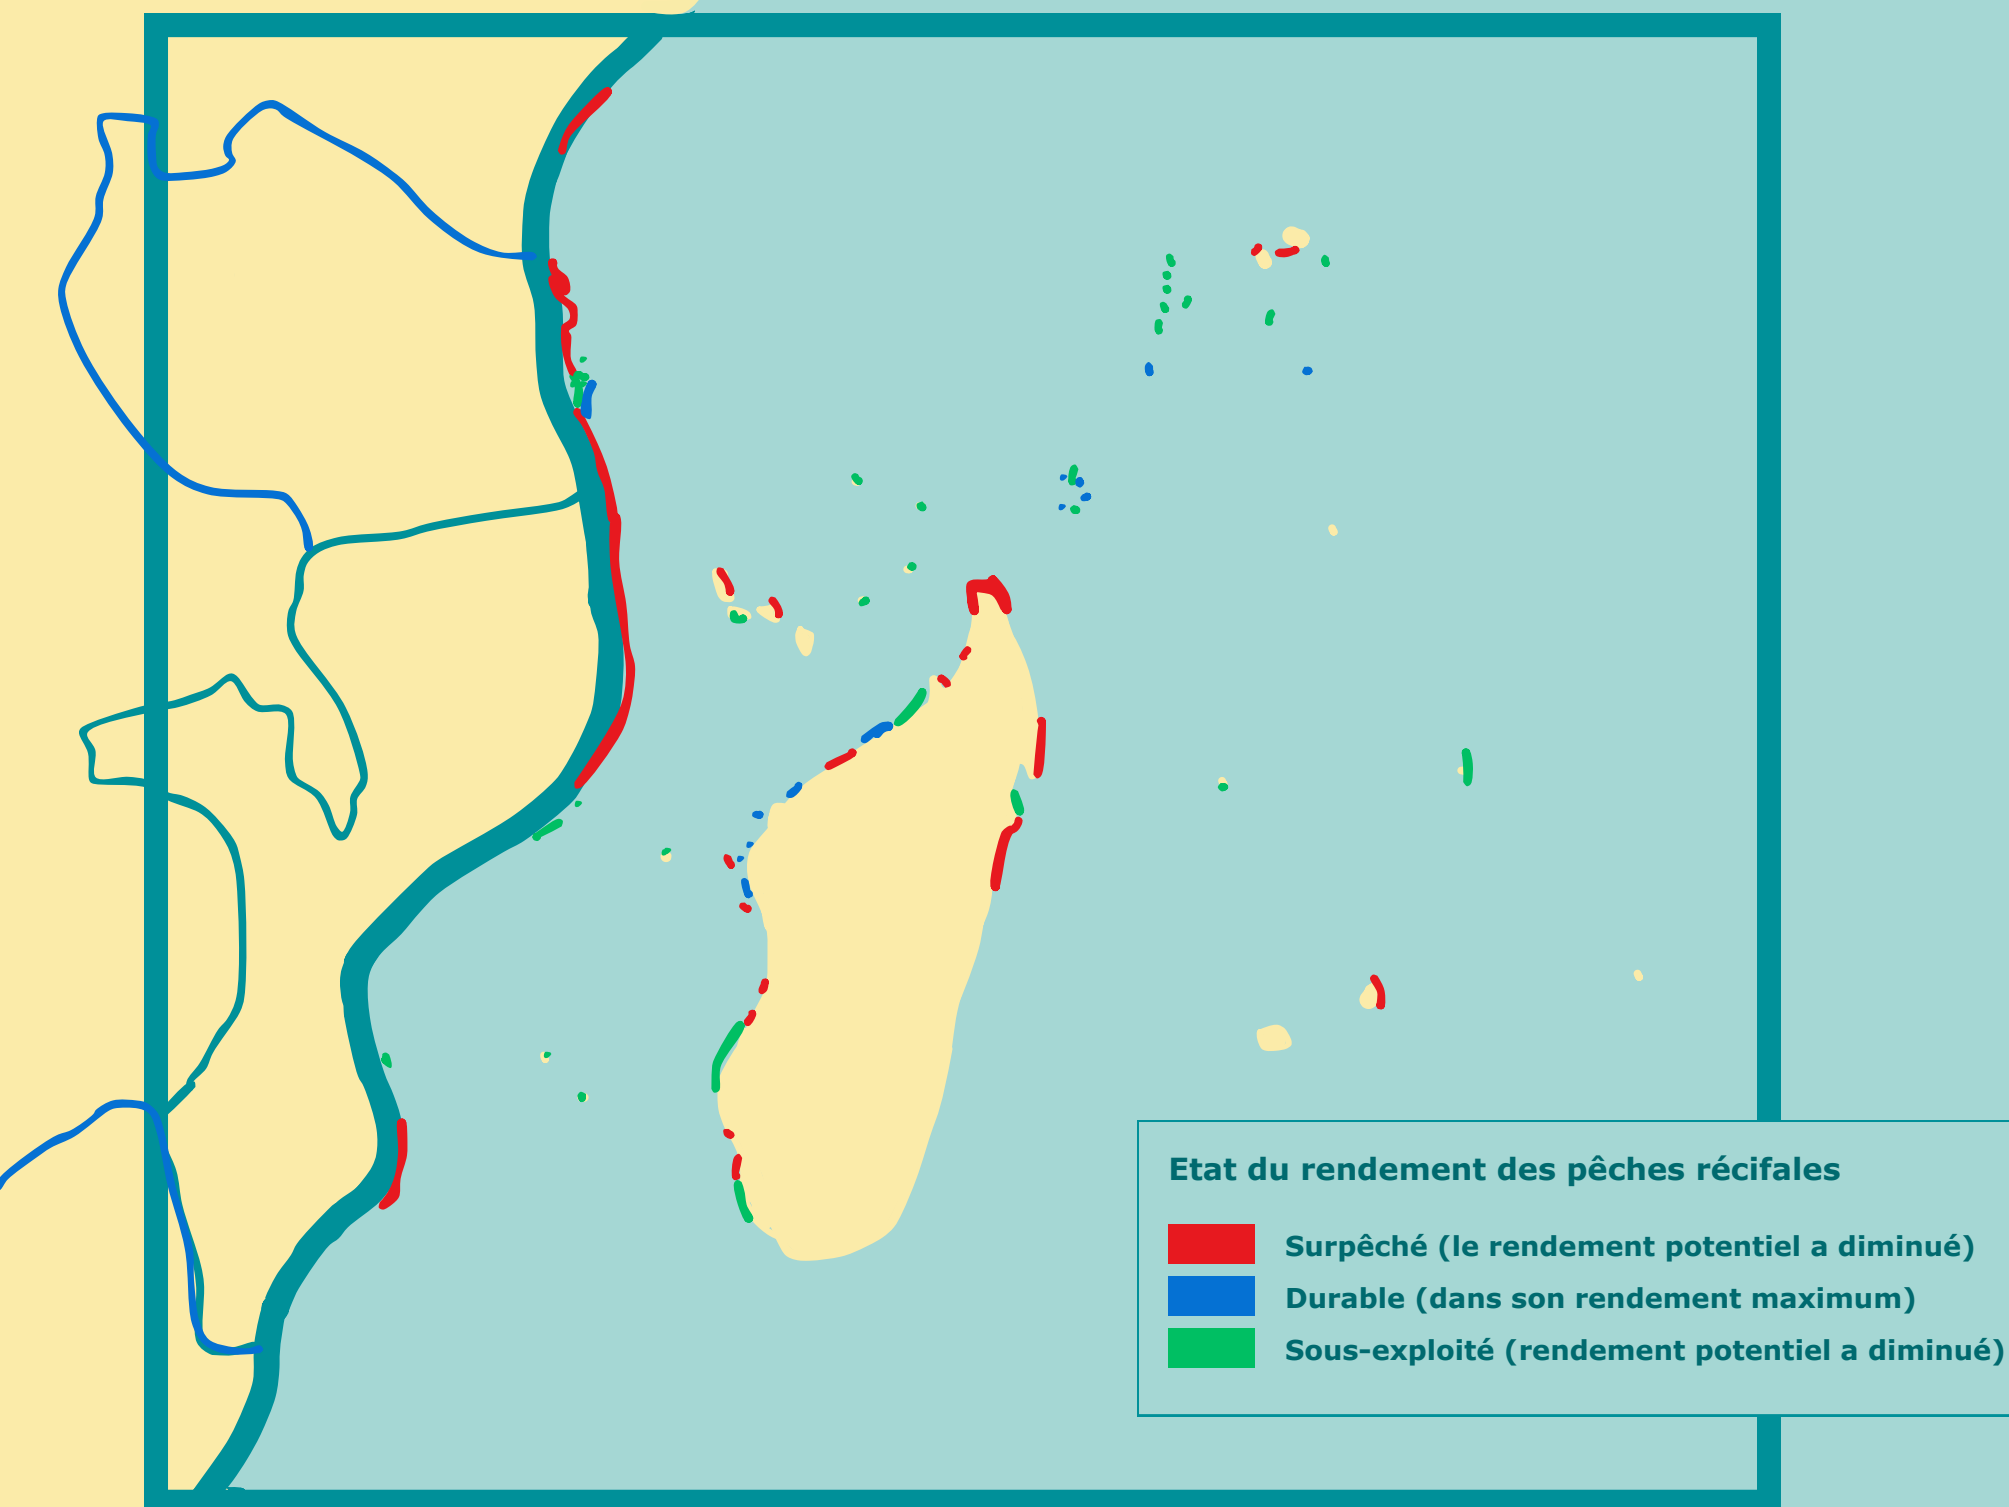 Etat du rendement des pêches récifales
Surpêché (le rendement potentiel a diminué)
Durable (dans son rendement maximum)
Sous-exploité (rendement potentiel a diminué)